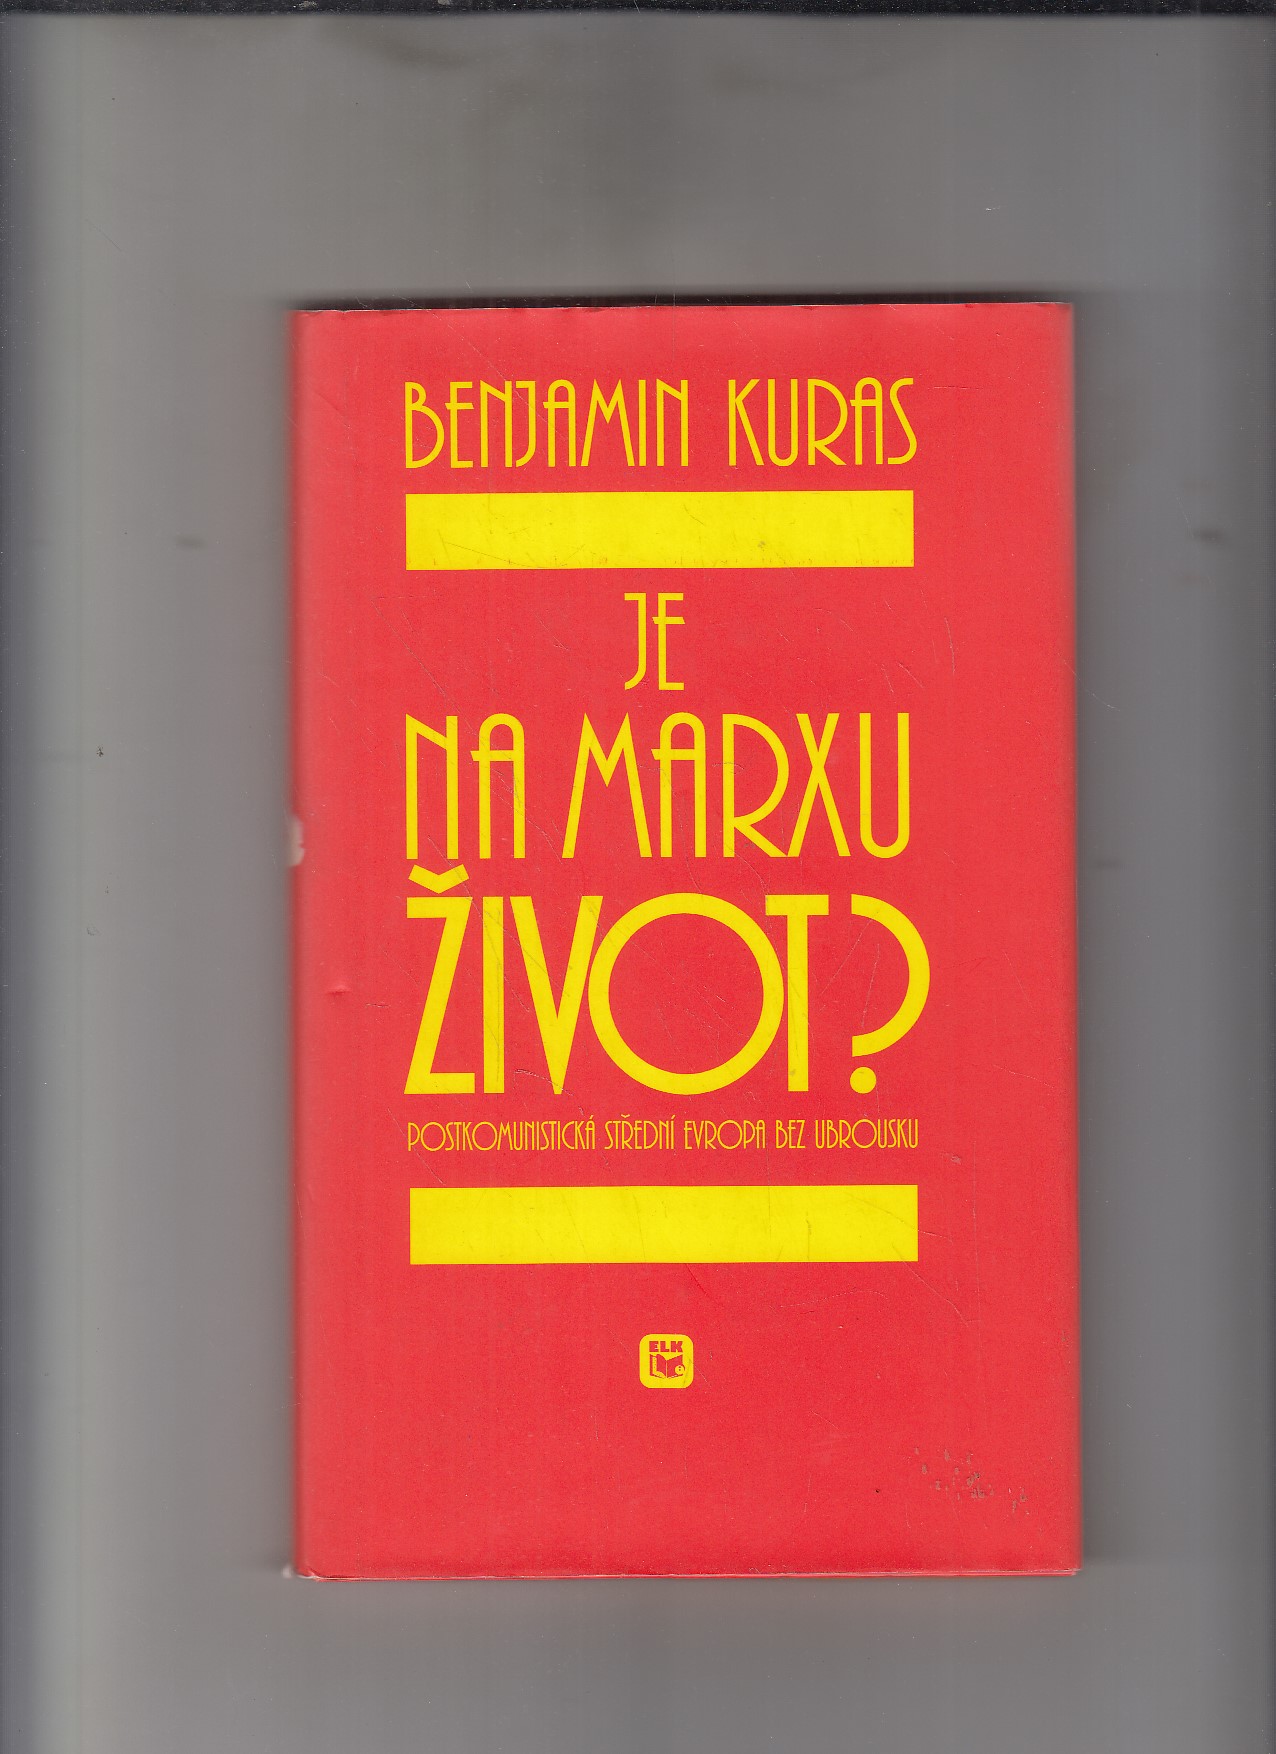 BENJAMIN KURAS
JE
NA MARXU
ŽIVOT?
POSTKOMUNISTICKÁ STŘEDNÍ EVROPA BEZ UBROUSKU
ELK